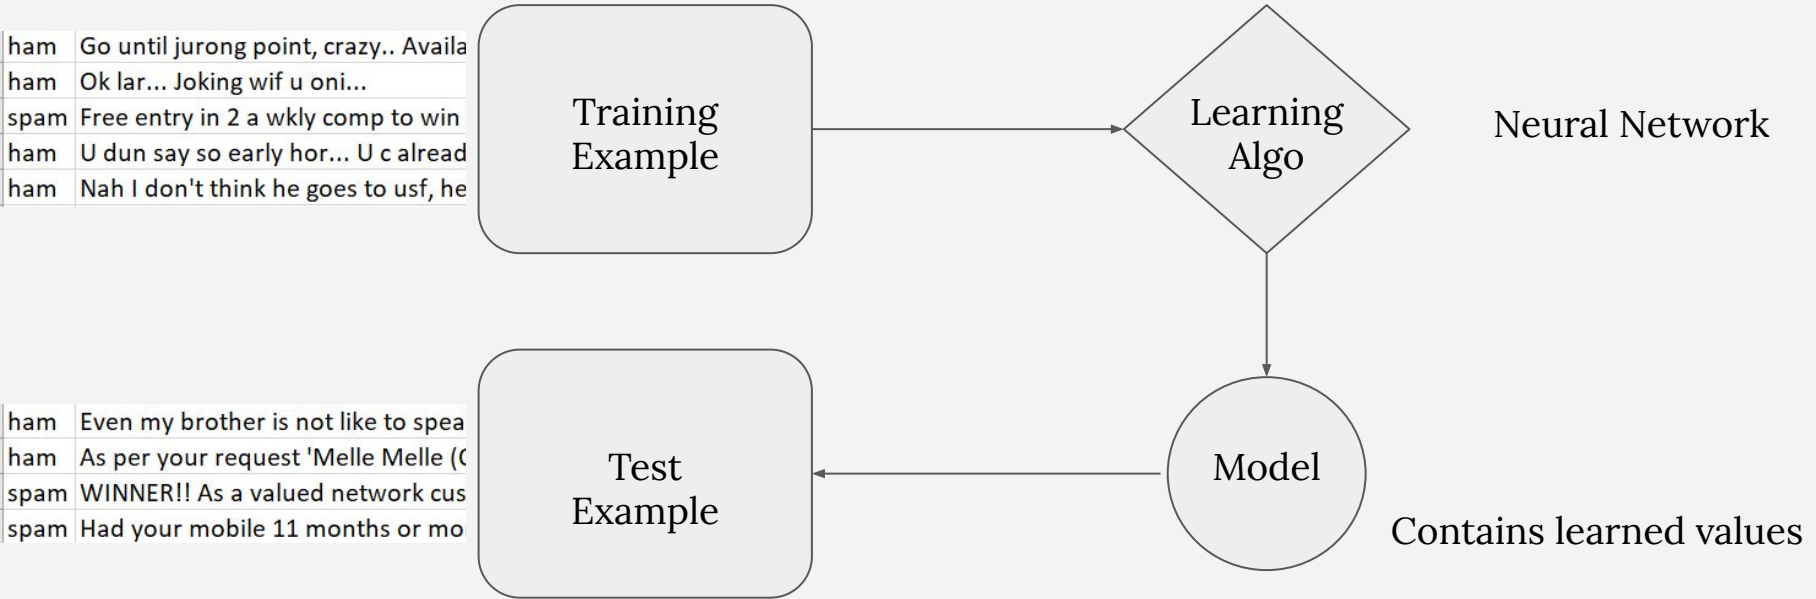 ham Go until jurong point, crazy.. Availa
ham Ok lar... Joking wif u oni...
spam Free entry in 2 a wkly comp to win
ham U dun say so early hor... U c alread
ham Nah I don't think he goes to usf, he
Training
Example
Learning
Algo
Neural Network
ham Even my brother is not like to spea
ham As per your request 'Melle Melle (
spam WINNER!! As a valued network cus
spam Had your mobile 11 months or mo
Test
Example
Model
Contains learned values